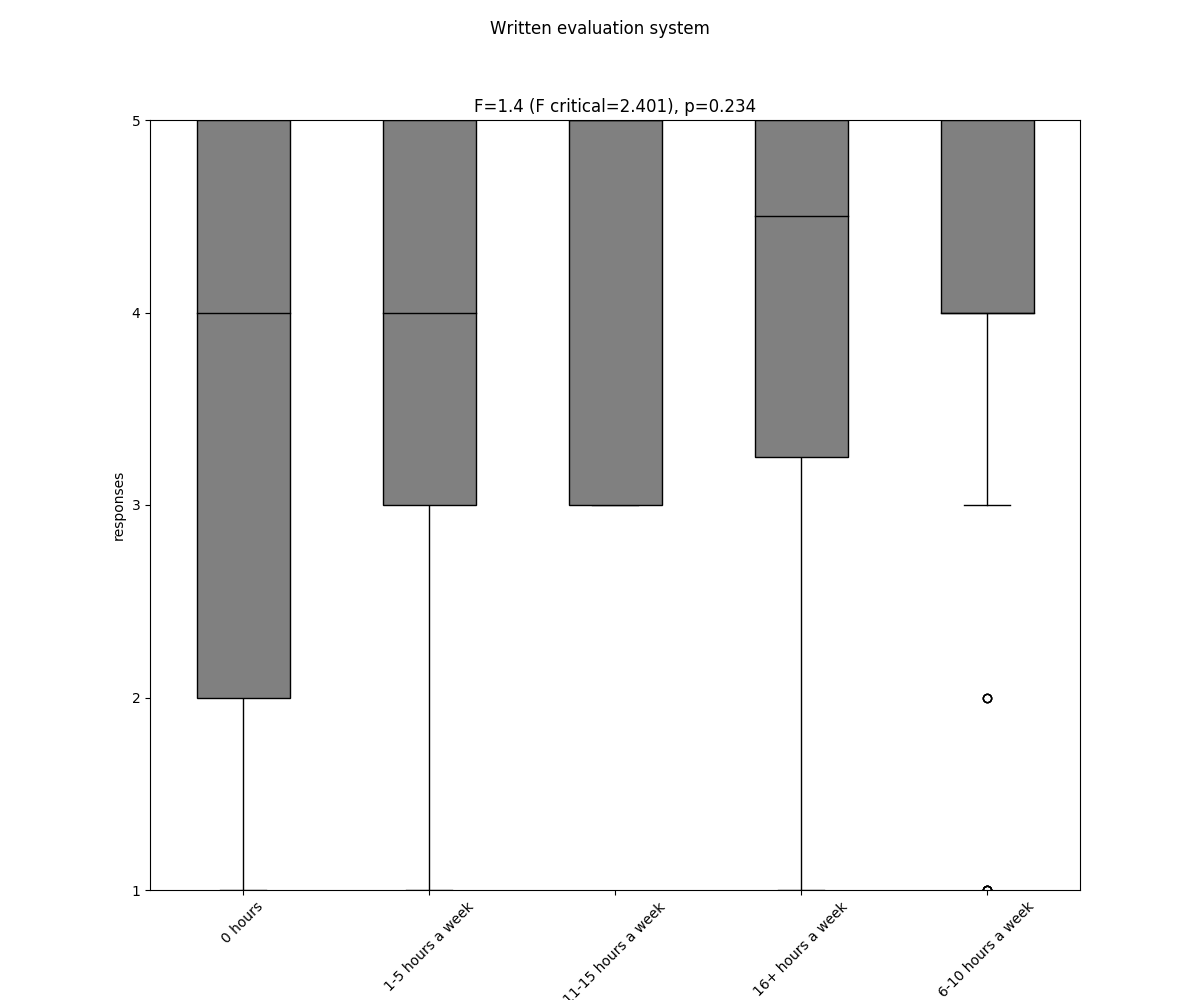 Written evaluation system
F=1.4 (F critical=2.401), p=0.234
5
4
3
2
1
responses
0 hours
1-5 hours a week
11-15 hours a week
16+ hours a week
6-10 hours a week